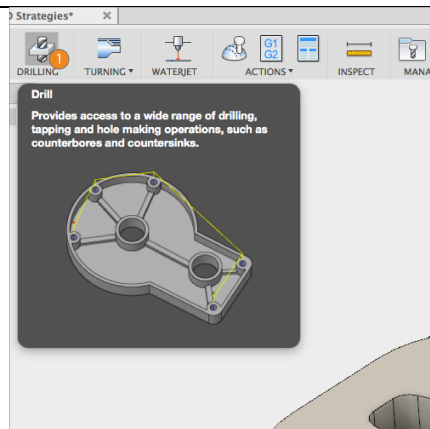 D Strategies*
1
G1
G2
DRILLING TURNING WATERJET ACTIONS INSPECT MANA
Drill
Provides access to a wide range of drilling,
tapping and hole making operations, such as
counterbores and countersinks.